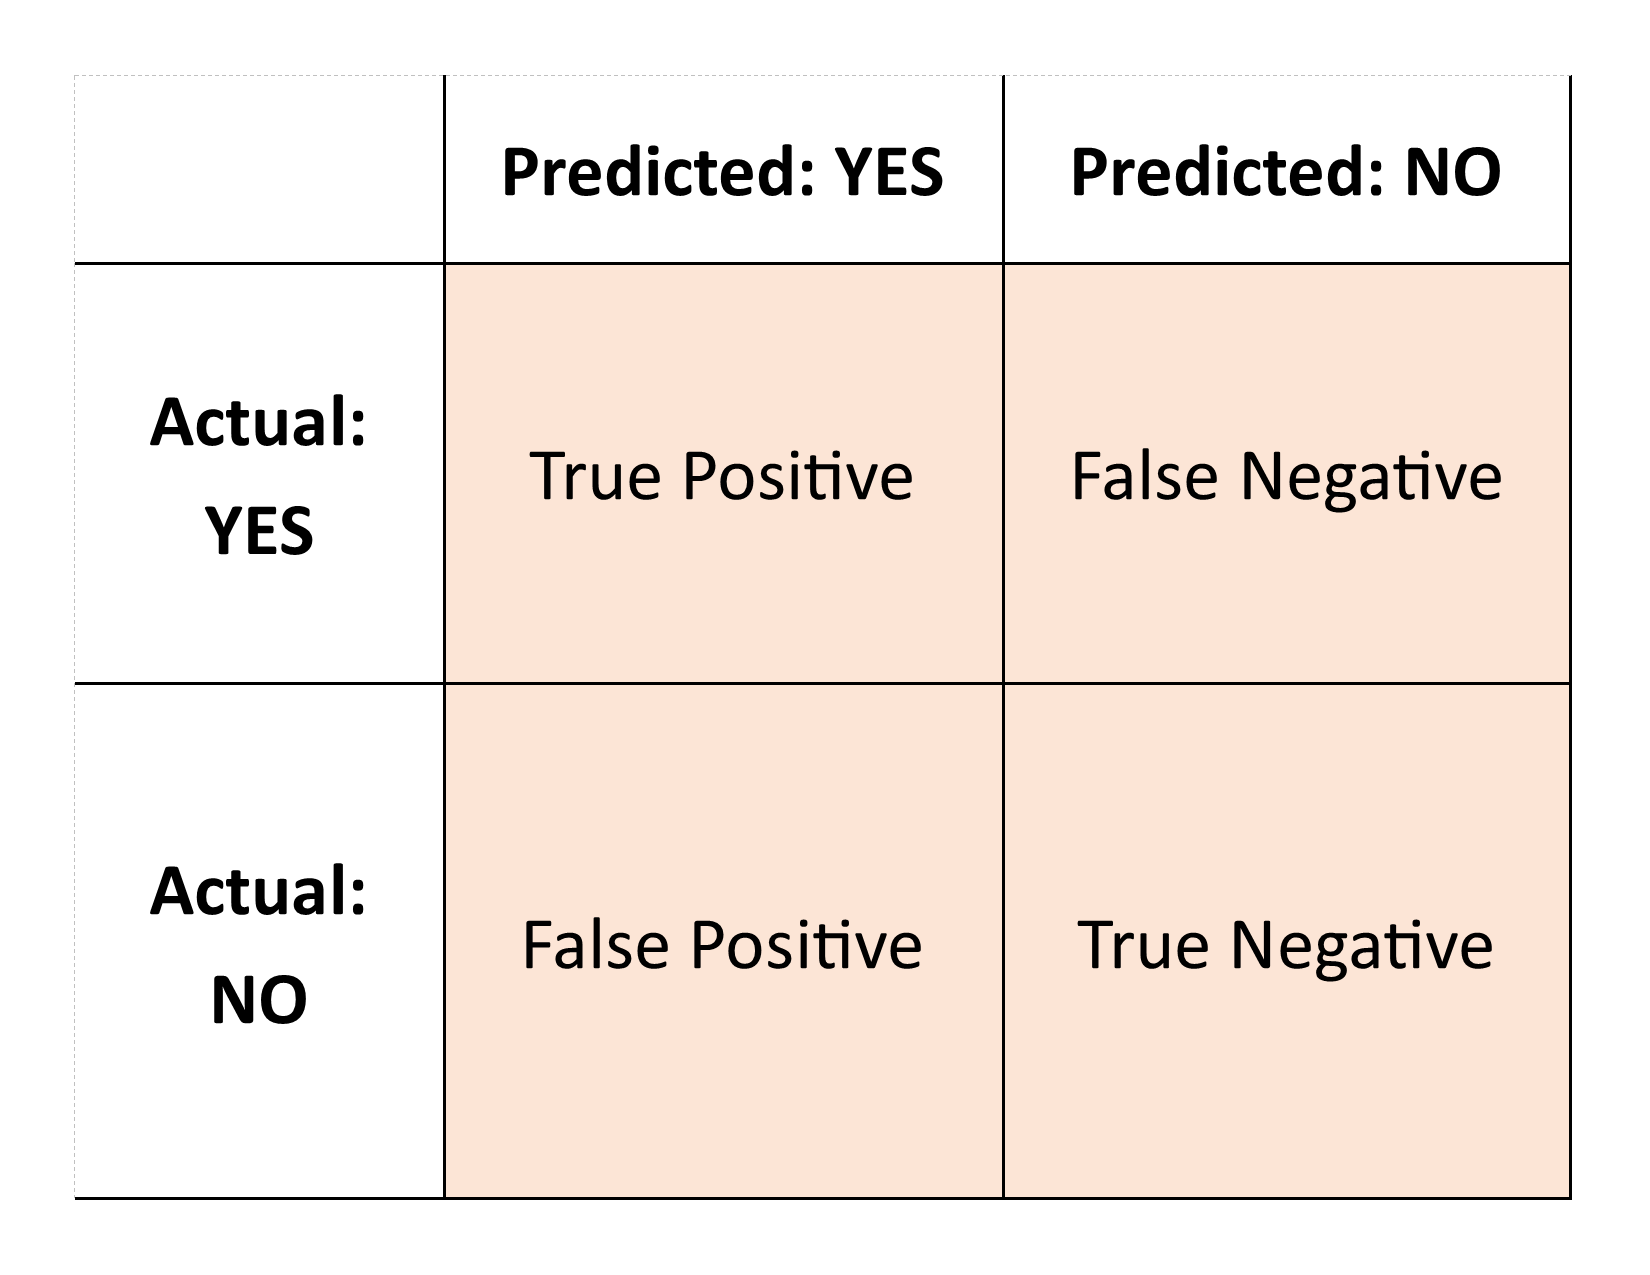 Predicted: YES
Predicted: NO
Actual:
YES
True Positive
False Negative
Actual:
NO
False Positive
True Negative